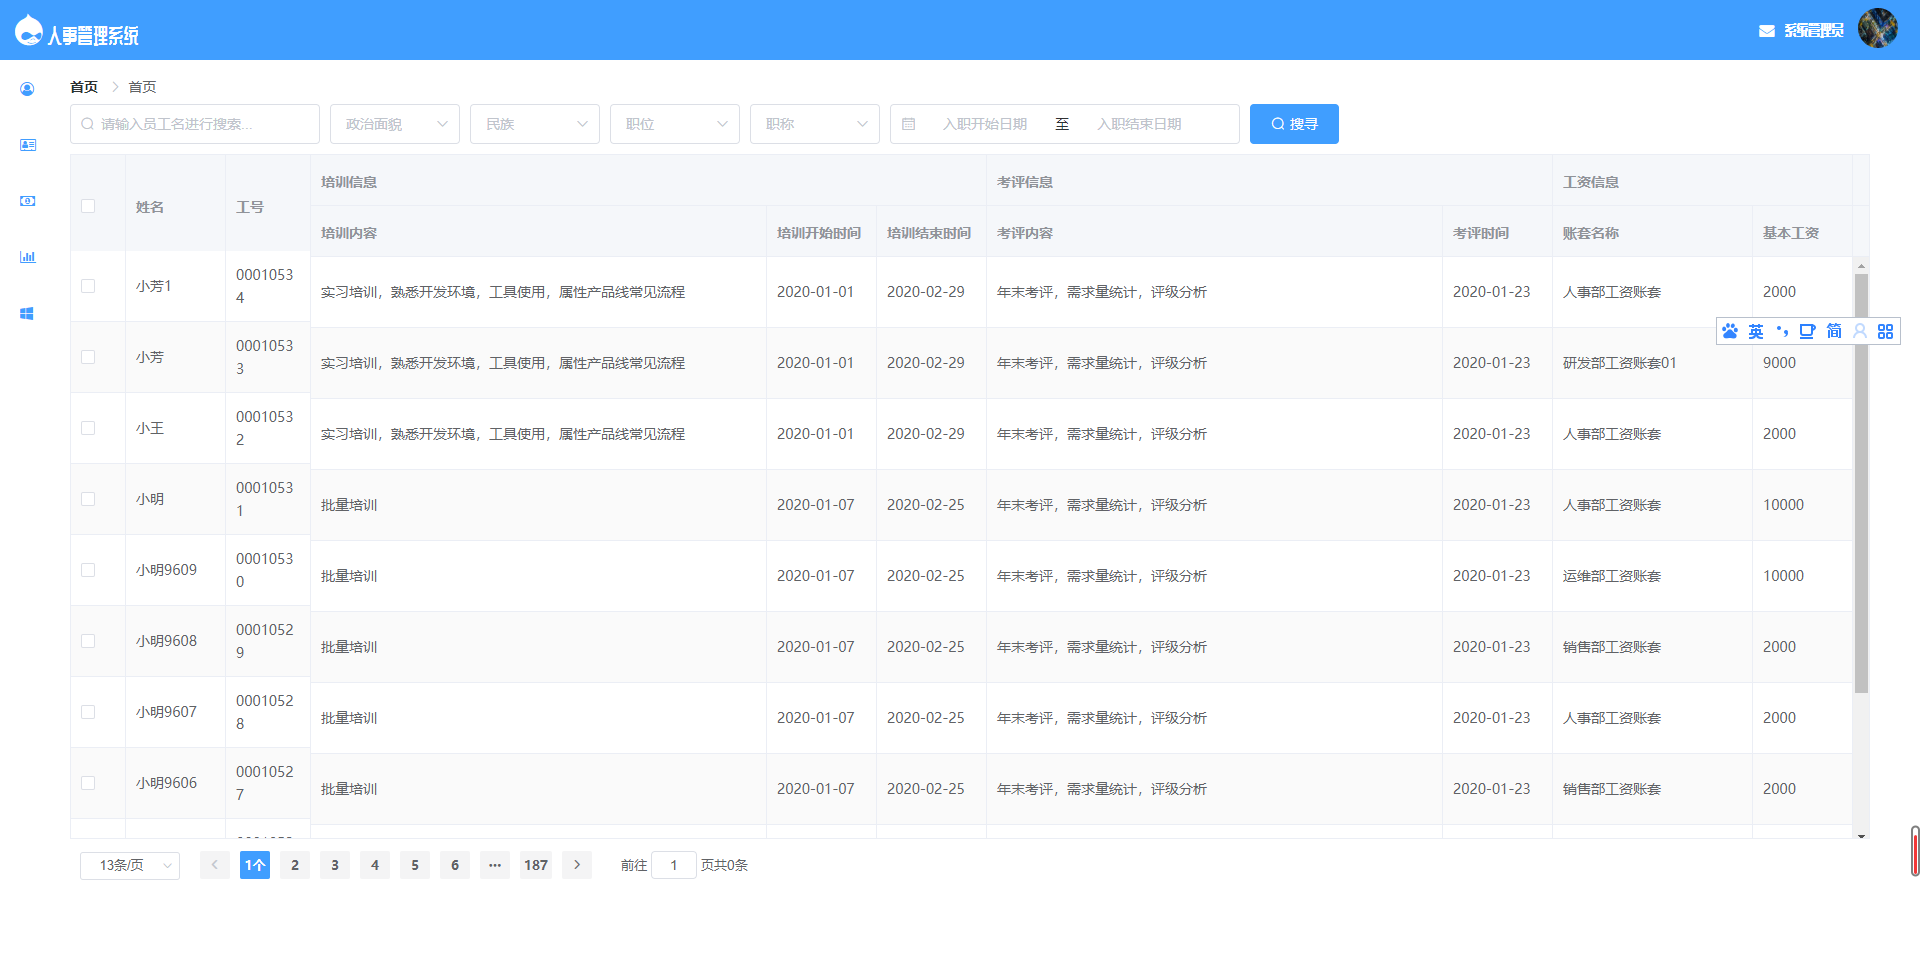 人事管理系统
系统管理员
首页 首页
请输入员工名进行搜索... 政治面貌 民族 职位 职称 入职开始日期 至 入职结束日期 搜寻
姓名 工号 培训信息 考评信息 工资信息
培训内容 培训开始时间 培训结束时间 考评内容 考评时间 账套名称 基本工资
小芳1 00010534 实习培训，熟悉开发环境，工具使用，属性产品线常见流程 2020-01-01 2020-02-29 年末考评，需求量统计，评级分析 2020-01-23 人事部工资账套 2000
英 简
小芳 00010533 实习培训，熟悉开发环境，工具使用，属性产品线常见流程 2020-01-01 2020-02-29 年末考评，需求量统计，评级分析 2020-01-23 研发部工资账套01 9000
小王 00010532 实习培训，熟悉开发环境，工具使用，属性产品线常见流程 2020-01-01 2020-02-29 年末考评，需求量统计，评级分析 2020-01-23 人事部工资账套 2000
小明 00010531 批量培训 2020-01-07 2020-02-25 年末考评，需求量统计，评级分析 2020-01-23 人事部工资账套 10000
小明9609 00010530 批量培训 2020-01-07 2020-02-25 年末考评，需求量统计，评级分析 2020-01-23 运维部工资账套 10000
小明9608 00010529 批量培训 2020-01-07 2020-02-25 年末考评，需求量统计，评级分析 2020-01-23 销售部工资账套 2000
小明9607 00010528 批量培训 2020-01-07 2020-02-25 年末考评，需求量统计，评级分析 2020-01-23 人事部工资账套 2000
小明9606 00010527 批量培训 2020-01-07 2020-02-25 年末考评，需求量统计，评级分析 2020-01-23 销售部工资账套 2000
13条/页 1个 2 3 4 5 6 ... 187 前往 1 页共0条